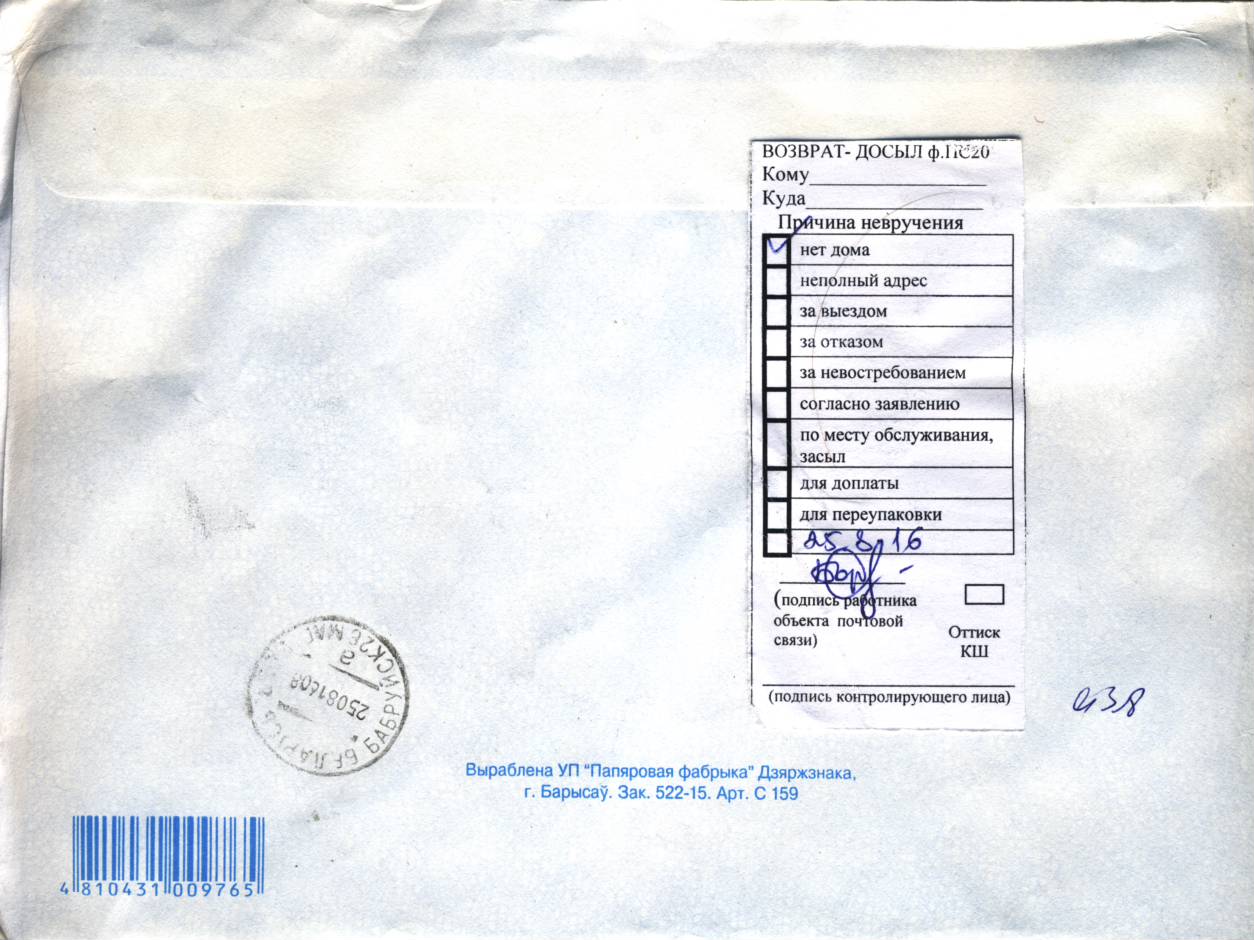 ВОЗВРАТ- ДОСЫЛ ф.ПС20
Кому
Куда
Причина невручения
нет дома
неполный адрес
за выездом
за отказом
за невостребованием
согласно заявлению
по месту обслуживания,
засыл
для доплаты
для переупаковки
25 8 16
(подпись работника
объекта почтовой
связи)
Оттиск
КШ
(подпись контролирующего лица)
БЕЛАРУСЬ БАБРУЙСК26
25081608
а
Выраблена УП "Папяровая фабрыка" Дзяржзнака,
г. Барысаў. Зак. 522-15. Арт. С 159
4 810431 009765